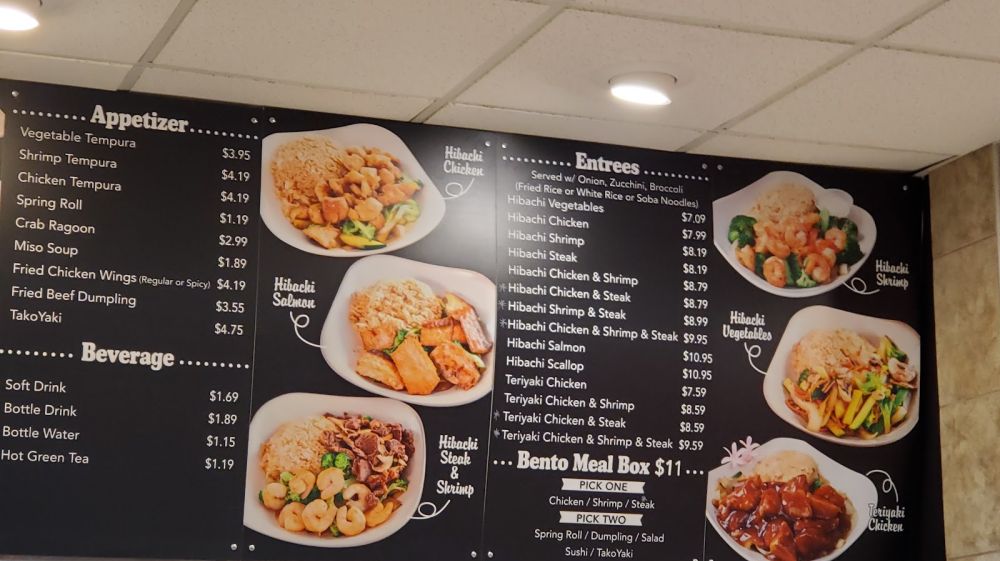 Appetizer
Vegetable Tempura $3.95
Shrimp Tempura $4.19
Chicken Tempura $4.19
Spring Roll $1.19
Crab Ragoon $2.99
Miso Soup $1.89
Fried Chicken Wings (Regular or Spicy) $4.19
Fried Beef Dumpling $3.55
TakoYaki $4.75
Beverage
Soft Drink $1.69
Bottle Drink $1.89
Bottle Water $1.15
Hot Green Tea $1.19
Hibachi
Chicken
Hibachi
Salmon
Hibachi
Steak
&
Shrimp
Entrees
Served w/ Onion, Zucchini, Broccoli
(Fried Rice or White Rice or Soba Noodles)
Hibachi Vegetables $7.09
Hibachi Chicken $7.99
Hibachi Shrimp $8.19
Hibachi Steak $8.19
Hibachi Chicken & Shrimp $8.79
*Hibachi Chicken & Steak $8.79
*Hibachi Shrimp & Steak $8.99
*Hibachi Chicken & Shrimp & Steak $9.95
Hibachi Salmon $10.95
Hibachi Scallop $10.95
Teriyaki Chicken $7.59
Teriyaki Chicken & Shrimp $8.59
*Teriyaki Chicken & Steak $8.59
*Teriyaki Chicken & Shrimp & Steak $9.59
Bento Meal Box $11
PICK ONE
Chicken / Shrimp / Steak
PICK TWO
Spring Roll / Dumpling / Salad
Sushi / TakoYaki
Hibachi
Shrimp
Hibachi
Vegetables
Teriyaki
Chicken